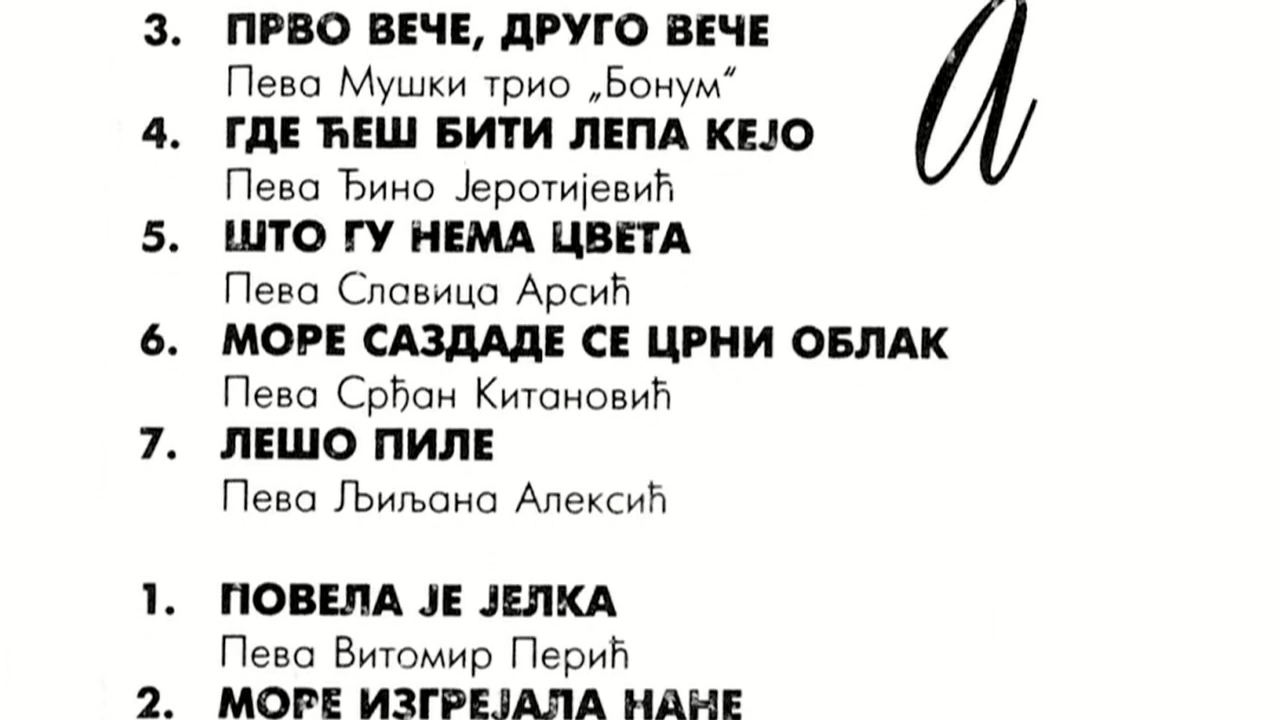 3. ПРВО ВЕЧЕ, ДРУГО ВЕЧЕ
Пева Мушки трио „Бонум“
a
4. ГДЕ ЋЕШ БИТИ ЛЕПА КЕЈО
Пева Ђино Јеротијевић
5. ШТО ГУ НЕМА ЦВЕТА
Пева Славица Арсић
6. МОРЕ САЗДАДЕ СЕ ЦРНИ ОБЛАК
Пева Срђан Китановић
7. ЛЕШО ПИЛЕ
Пева Љиљана Алексић
1. ПОВЕЛА ЈЕ ЈЕЛКА
Пева Витомир Перић
2. МОРЕ ИЗГРЕЈАЛА НАНЕ